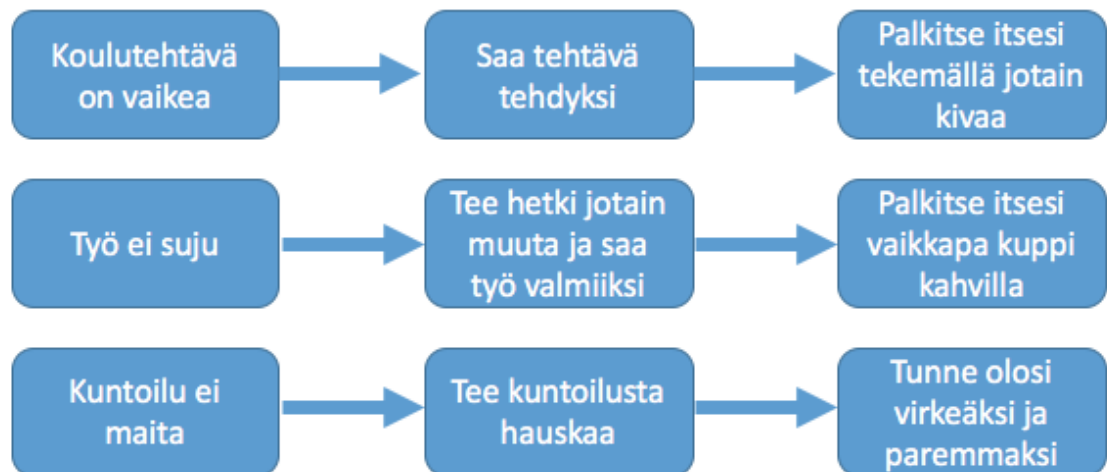 Koulutehtävä
on vaikea
Saa tehtävä
tehdyksi
Palkitse itsesi
tekemällä jotain
kivaa
Työ ei suju
Tee hetki jotain
muuta ja saa
työ valmiiksi
Palkitse itsesi
vaikkapa kuppi
kahvilla
Kuntoilu ei
maita
Tee kuntoilusta
hauskaa
Tunne olosi
virkeäksi ja
paremmaksi